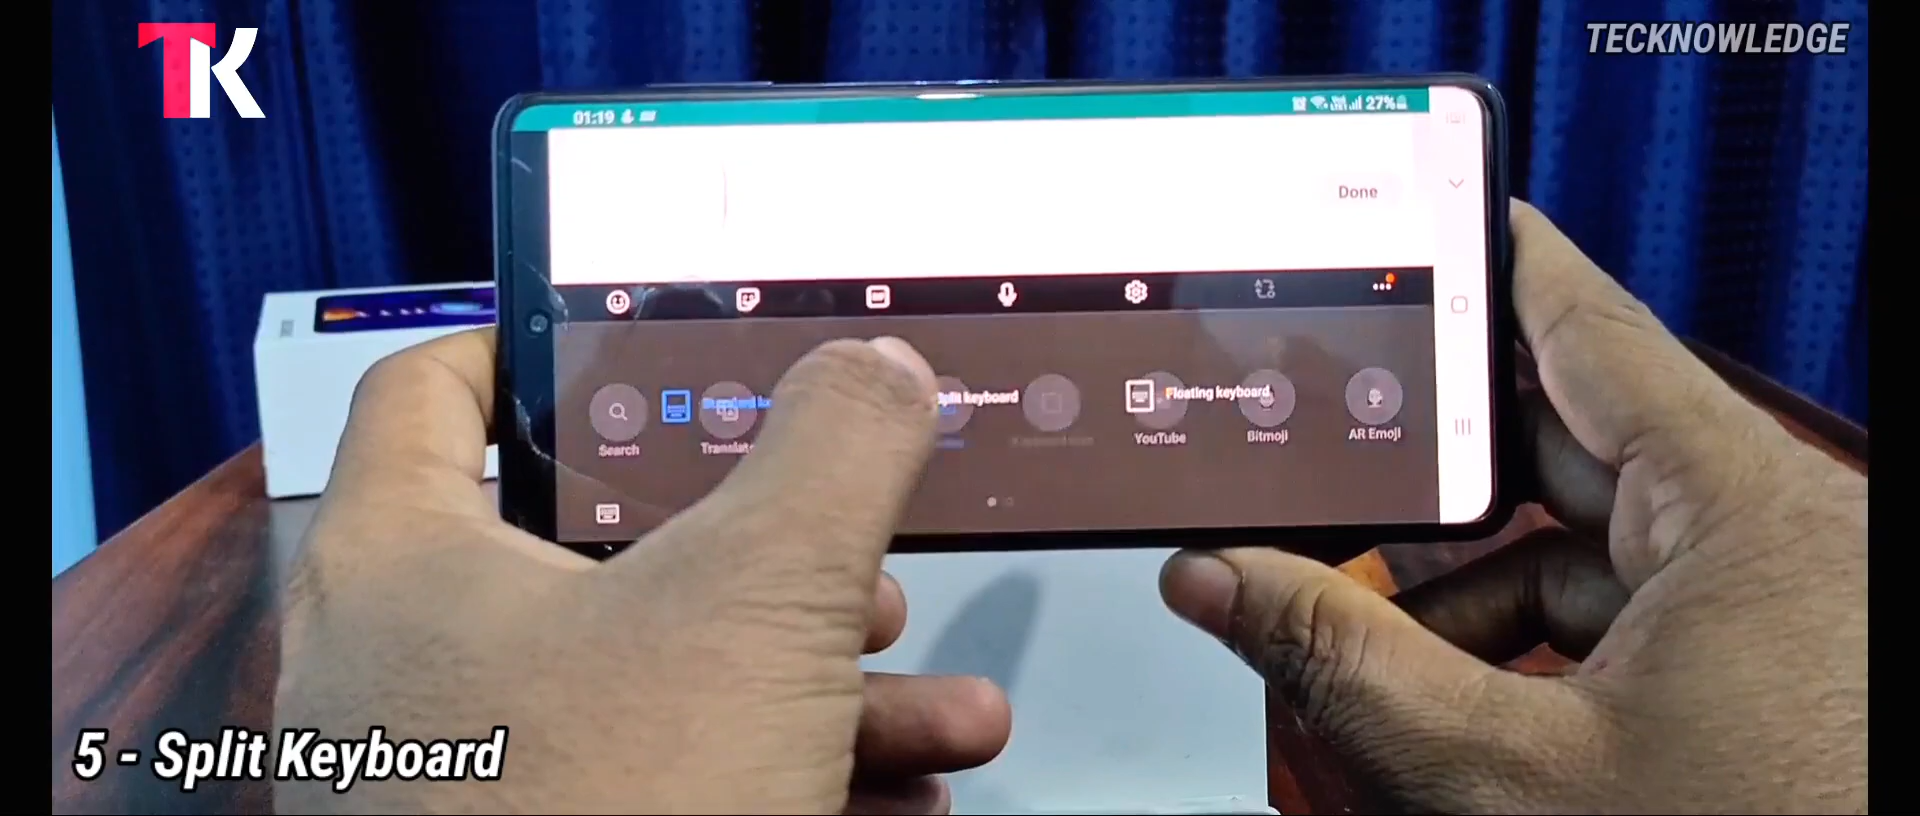 TK
TECKNOWLEDGE
01:19
27%
Done
Split keyboard
Floating keyboard
Search
YouTube
Bitmoji
AR Emoji
5 - Split Keyboard